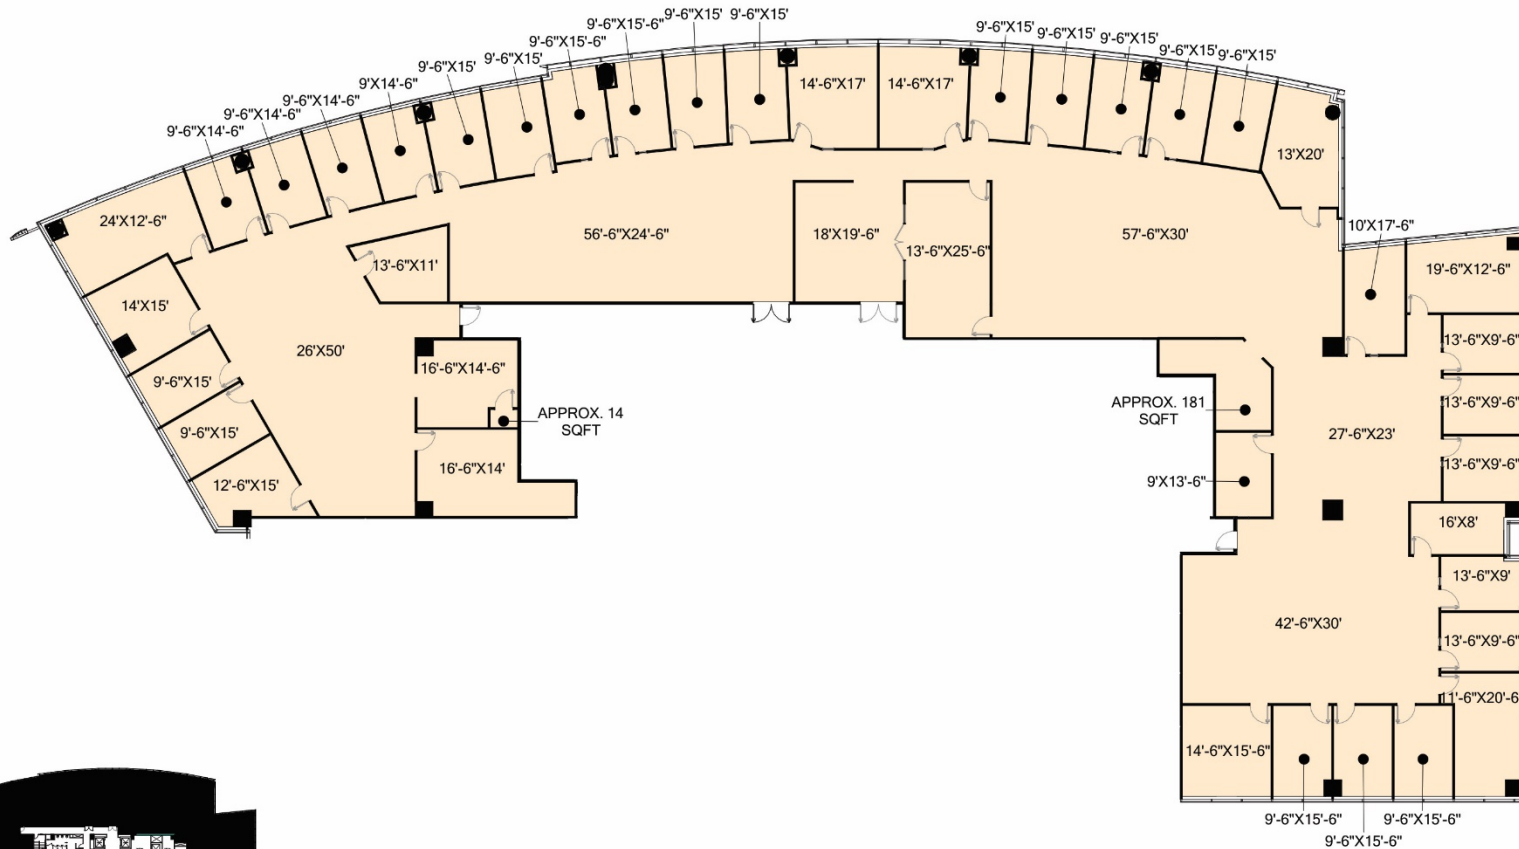 9'-6"X15'
9'-6"X15'
9'-6"X15'-6"
9'-6"X15'-6"
9'-6"X15'
9'-6"X15'
9'X14'-6"
9'-6"X14'-6"
9'-6"X14'-6"
9'-6"X14'-6"
9'-6"X15'
9'-6"X15'
9'-6"X15'
9'-6"X15'
9'-6"X15'
14'-6"X17'
14'-6"X17'
13'X20'
24'X12'-6"
56'-6"X24'-6"
18'X19'-6"
13'-6"X25'-6"
57'-6"X30'
10'X17'-6"
13'-6"X11'
19'-6"X12'-6"
14'X15'
26'X50'
13'-6"X9'-6"
16'-6"X14'-6"
9'-6"X15'
13'-6"X9'-6"
APPROX. 14
SQFT
APPROX. 181
SQFT
9'-6"X15'
27'-6"X23'
16'-6"X14'
13'-6"X9'-6"
12'-6"X15'
9'X13'-6"
16'X8'
13'-6"X9'
42'-6"X30'
13'-6"X9'-6"
11'-6"X20'-6
14'-6"X15'-6"
9'-6"X15'-6"
9'-6"X15'-6"
9'-6"X15'-6"